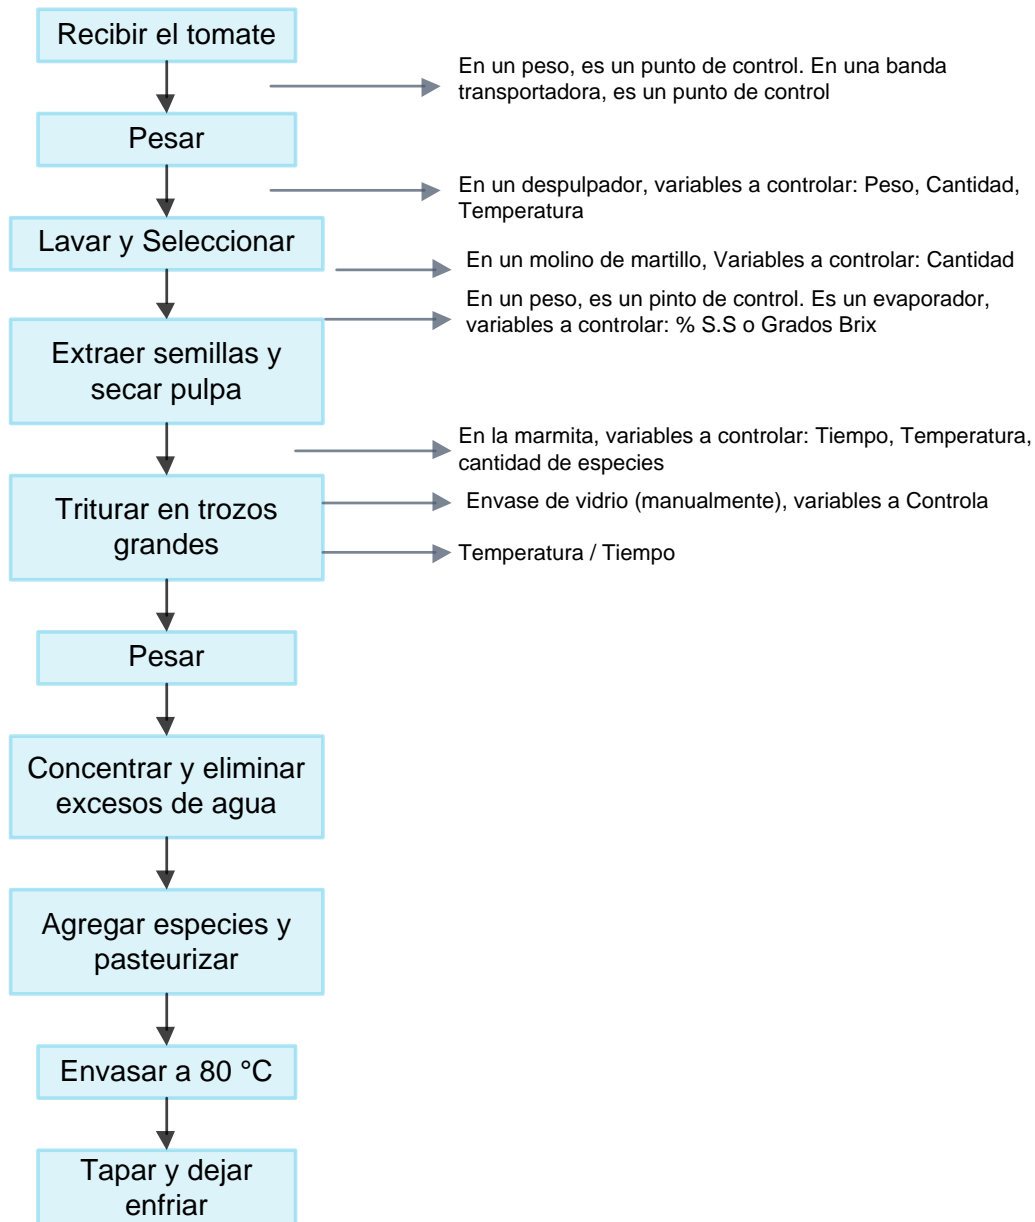 Recibir el tomate
En un peso, es un punto de control. En una banda
transportadora, es un punto de control
Pesar
En un despulpador, variables a controlar: Peso, Cantidad,
Temperatura
Lavar y Seleccionar
En un molino de martillo, Variables a controlar: Cantidad
En un peso, es un pinto de control. Es un evaporador,
variables a controlar: % S.S o Grados Brix
Extraer semillas y
secar pulpa
En la marmita, variables a controlar: Tiempo, Temperatura,
cantidad de especies
Triturar en trozos
grandes
Envase de vidrio (manualmente), variables a Controla
Temperatura / Tiempo
Pesar
Concentrar y eliminar
excesos de agua
Agregar especies y
pasteurizar
Envasar a 80 °C
Tapar y dejar
enfriar